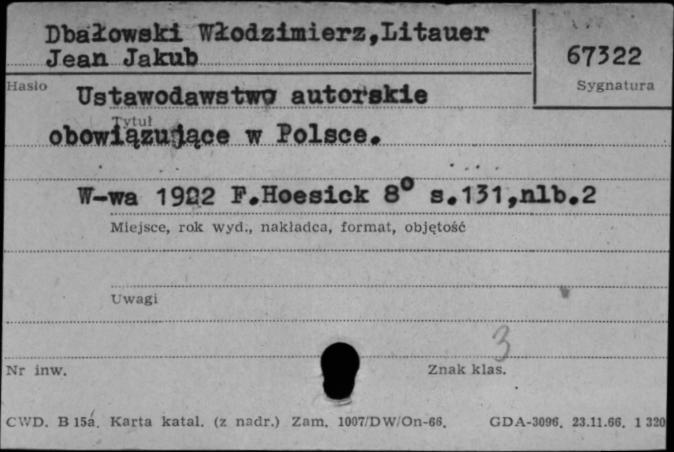 Dbałowski Włodzimierz,Litauer
Jean Jakub
67322
Hasło
Sygnatura
Ustawodawstwo autorskie
Tytuł
obowiązujące w Polsce.
W-wa 1922 F.Hoesick 8° s.131,nlb.2
Miejsce, rok wyd., nakładca, format, objętość
Uwagi
3
Nr inw.
Znak klas.
CWD. B 15a. Karta katal. (z nadr.) Zam. 1007/DW/On-66. GDA-3096. 23.11.66. 1 320